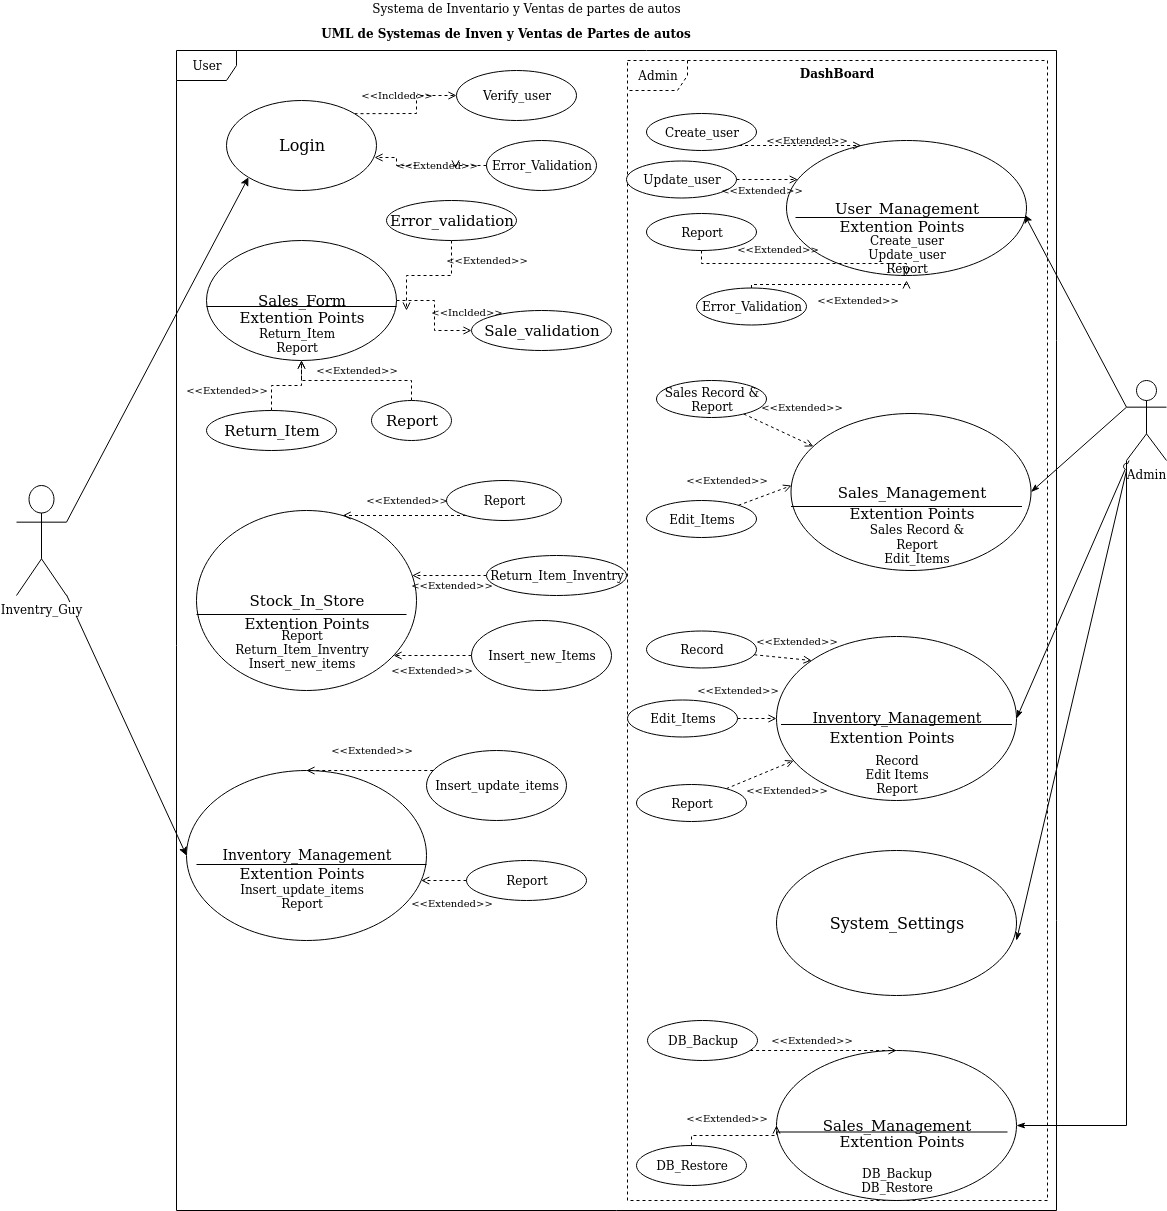 Systema de Inventario y Ventas de partes de autos
UML de Systemas de Inven y Ventas de Partes de autos
User
<<Inclded>>
Verify_user
Login
<<Extended>>
Error_Validation
Error_validation
<<Extended>>
Sales_Form
Extention Points
Return_Item
Report
<<Inclded>>
Sale_validation
<<Extended>>
<<Extended>>
Return_Item
Report
<<Extended>>
Report
Return_Item_Inventry
<<Extended>>
Stock_In_Store
Extention Points
Report
Return_Item_Inventry
Insert_new_items
Insert_new_Items
<<Extended>>
<<Extended>>
Insert_update_items
Inventory_Management
Extention Points
Insert_update_items
Report
Report
<<Extended>>
Inventry_Guy
Admin
DashBoard
Create_user
<<Extended>>
Update_user
<<Extended>>
Report
<<Extended>>
User_Management
Extention Points
Create_user
Update_user
Report
Error_Validation
<<Extended>>
Sales Record &
Report
<<Extended>>
<<Extended>>
Edit_Items
Sales_Management
Extention Points
Sales Record &
Report
Edit_Items
Record
<<Extended>>
<<Extended>>
Edit_Items
Inventory_Management
Extention Points
Record
Edit Items
Report
Report
<<Extended>>
System_Settings
DB_Backup
<<Extended>>
<<Extended>>
DB_Restore
Sales_Management
Extention Points
DB_Backup
DB_Restore
Admin